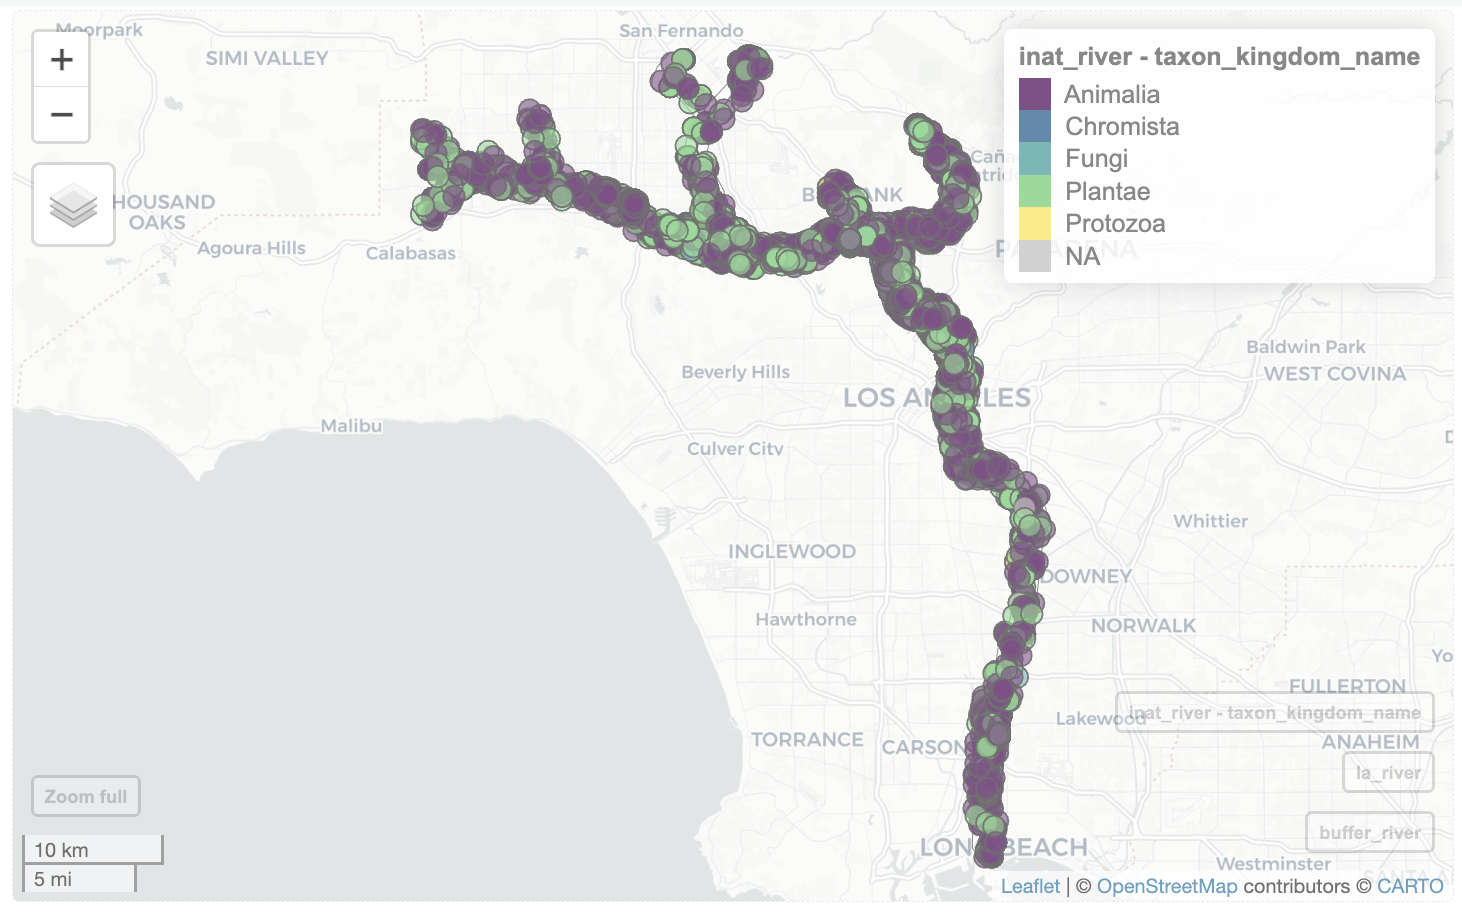 Moorpark
San Fernando
SIMI VALLEY
+
−
inat_river - taxon_kingdom_name
Animalia
Chromista
Fungi
Plantae
Protozoa
NA
HOUSAND
OAKS
Agoura Hills
Calabasas
Baldwin Park
WEST COVINA
Beverly Hills
LOS AN LES
Malibu
Culver City
Whittier
INGLEWOOD
DOWNEY
Hawthorne
NORWALK
Yo
FULLERTON
Lakewood
inat_river - taxon_kingdom_name
TORRANCE
CARSON
ANAHEIM
la_river
Zoom full
buffer_river
10 km
5 mi
LON BEACH
Westminster
SANTA A
Leaflet | © OpenStreetMap contributors © CARTO